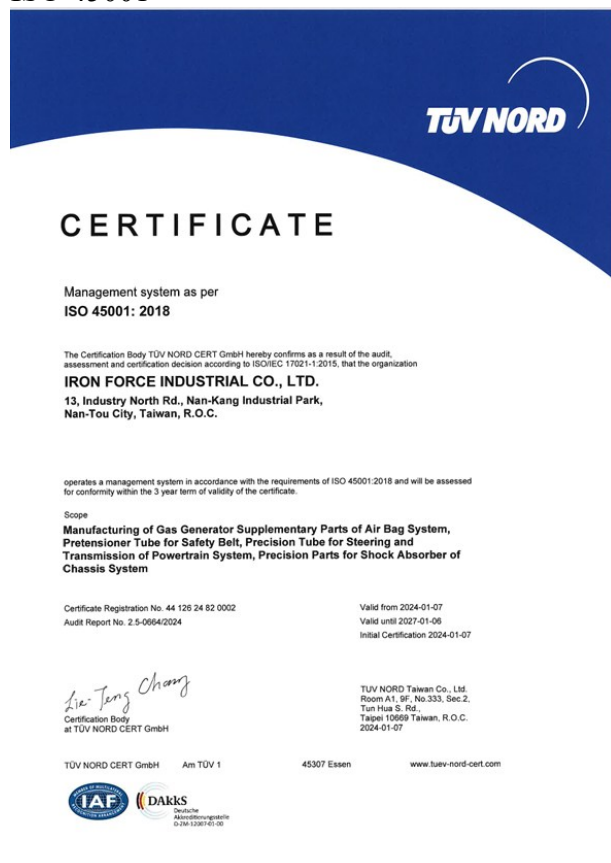 TÜV NORD
CERTIFICATE
Management system as per
ISO 45001: 2018
The Certification Body TÜV NORD CERT GmbH hereby confirms as a result of the audit,
assessment and certification decision according to ISO/IEC 17021-1:2015, that the organization
IRON FORCE INDUSTRIAL CO., LTD.
13, Industry North Rd., Nan-Kang Industrial Park,
Nan-Tou City, Taiwan, R.O.C.
operates a management system in accordance with the requirements of ISO 45001:2018 and will be assessed
for conformity within the 3 year term of validity of the certificate.
Scope
Manufacturing of Gas Generator Supplementary Parts of Air Bag System,
Pretensioner Tube for Safety Belt, Precision Tube for Steering and
Transmission of Powertrain System, Precision Parts for Shock Absorber of
Chassis System
Certificate Registration No. 44 126 24 82 0002
Audit Report No. 2.5-0664/2024
Valid from 2024-01-07
Valid until 2027-01-06
Initial Certification 2024-01-07
Lie-Teng Chang
Certification Body
at TÜV NORD CERT GmbH
TUV NORD Taiwan Co., Ltd.
Room A1, 9F, No.333, Sec.2,
Tun Hua S. Rd.,
Taipei 10669 Taiwan, R.O.C.
2024-01-07
TÜV NORD CERT GmbH Am TÜV 1 45307 Essen www.tuev-nord-cert.com
IAF
DAkkS
Deutsche
Akkreditierungsstelle
D-ZM-12007-01-00